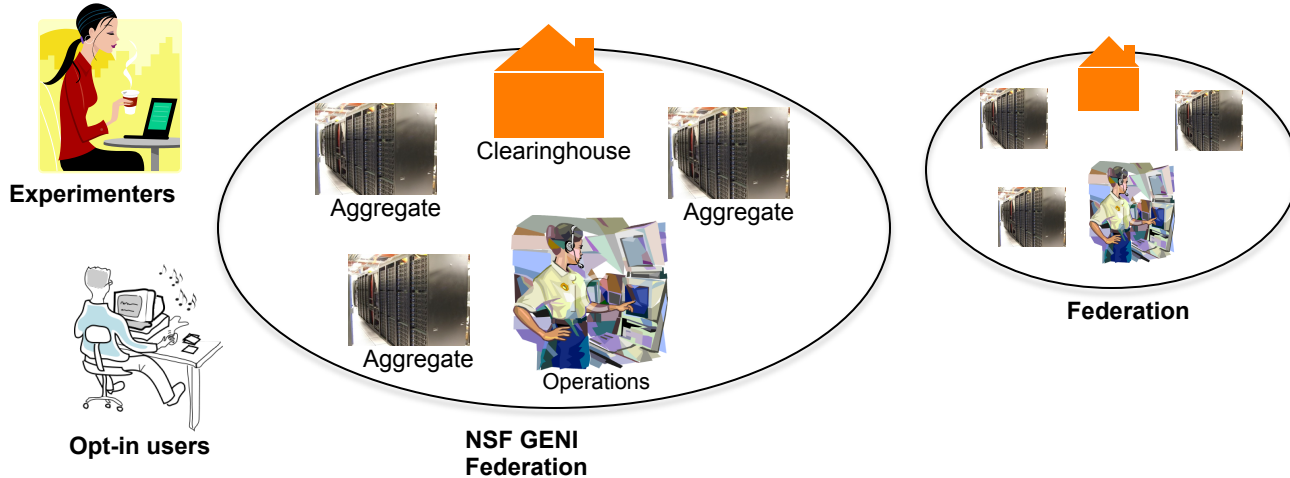 Clearinghouse
Experimenters
Aggregate
Aggregate
Aggregate
Operations
Federation
Opt-in users
NSF GENI
Federation